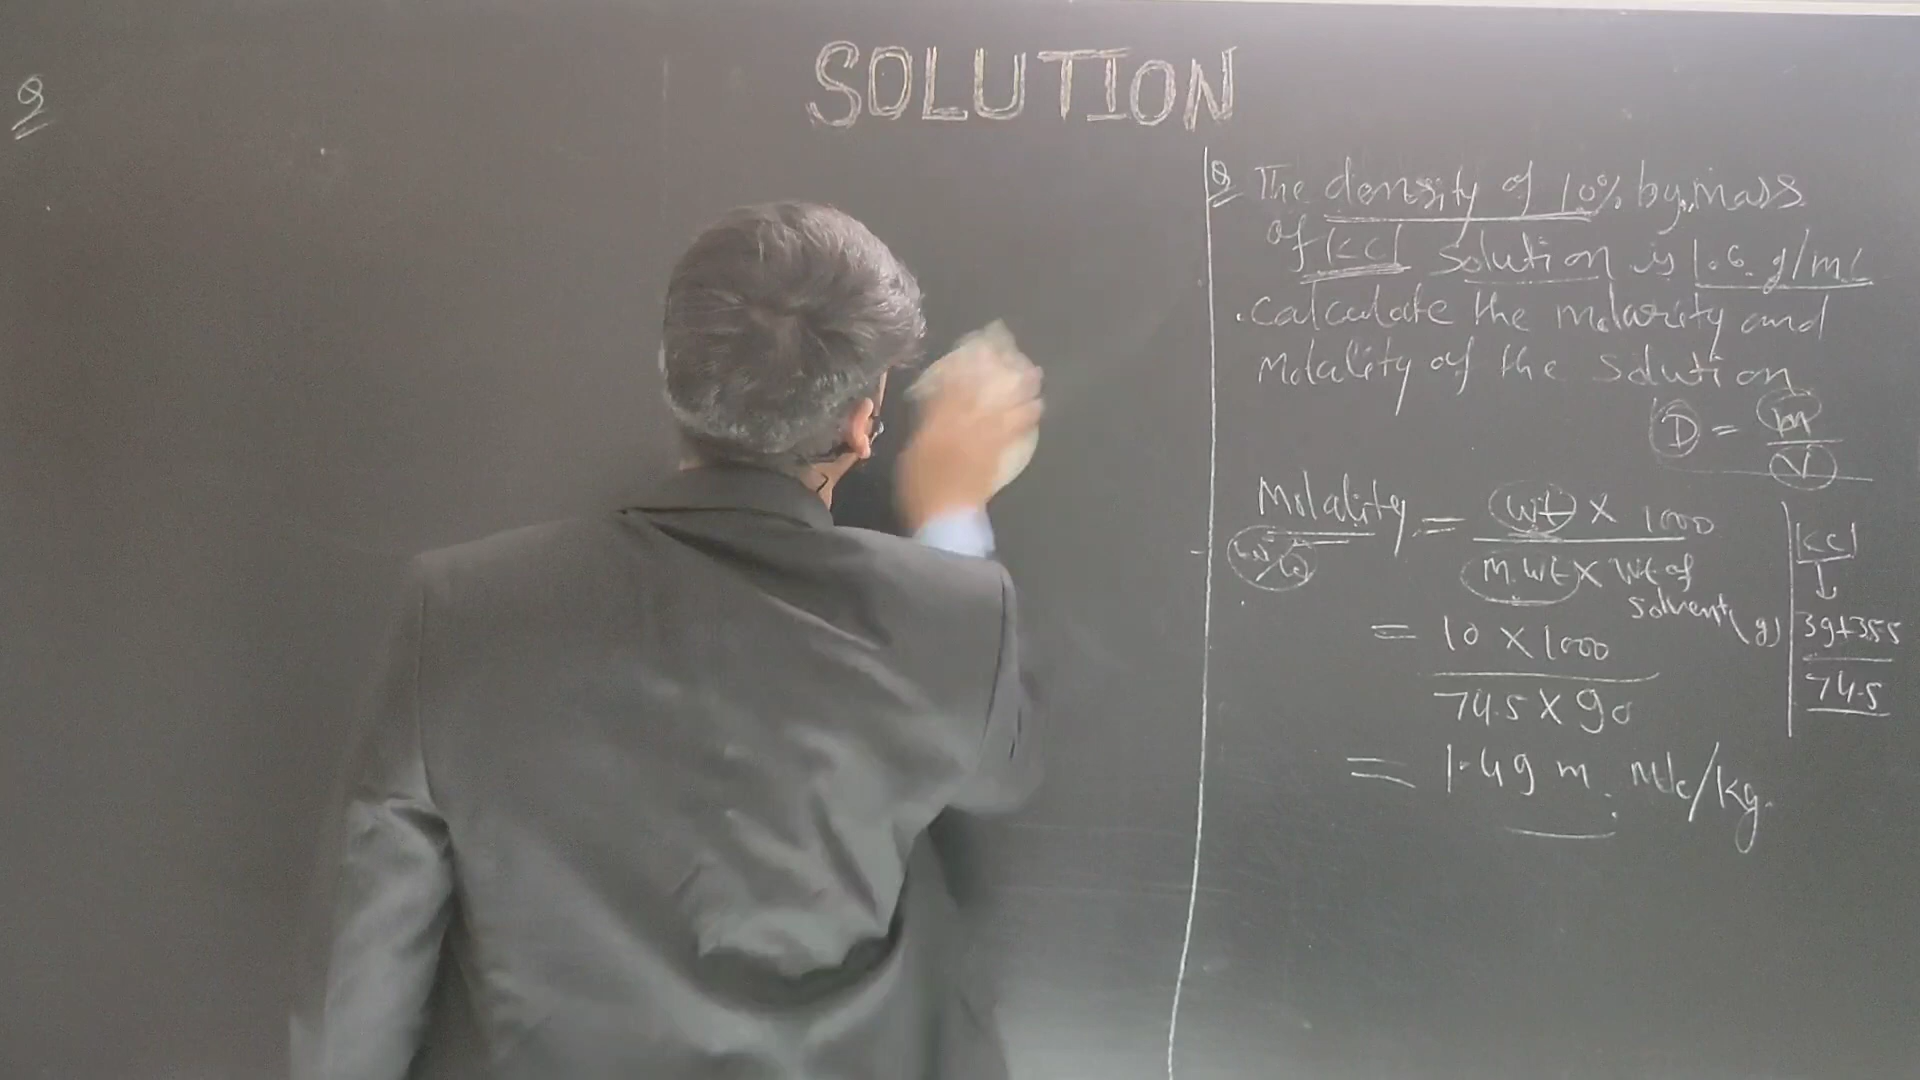 SOLUTION
Q
Q The density of 10% by mass
of KCl solution is 1.6 g/mL
. Calculate the molarity and
molality of the solution
D = m
V
Molality = wt × 1000
W/W
m.wt × wt of
solvent (g)
= 10 × 1000
74.5 × 90
= 1.49 m. Mole/kg.
KCl
↓
39+35.5
74.5